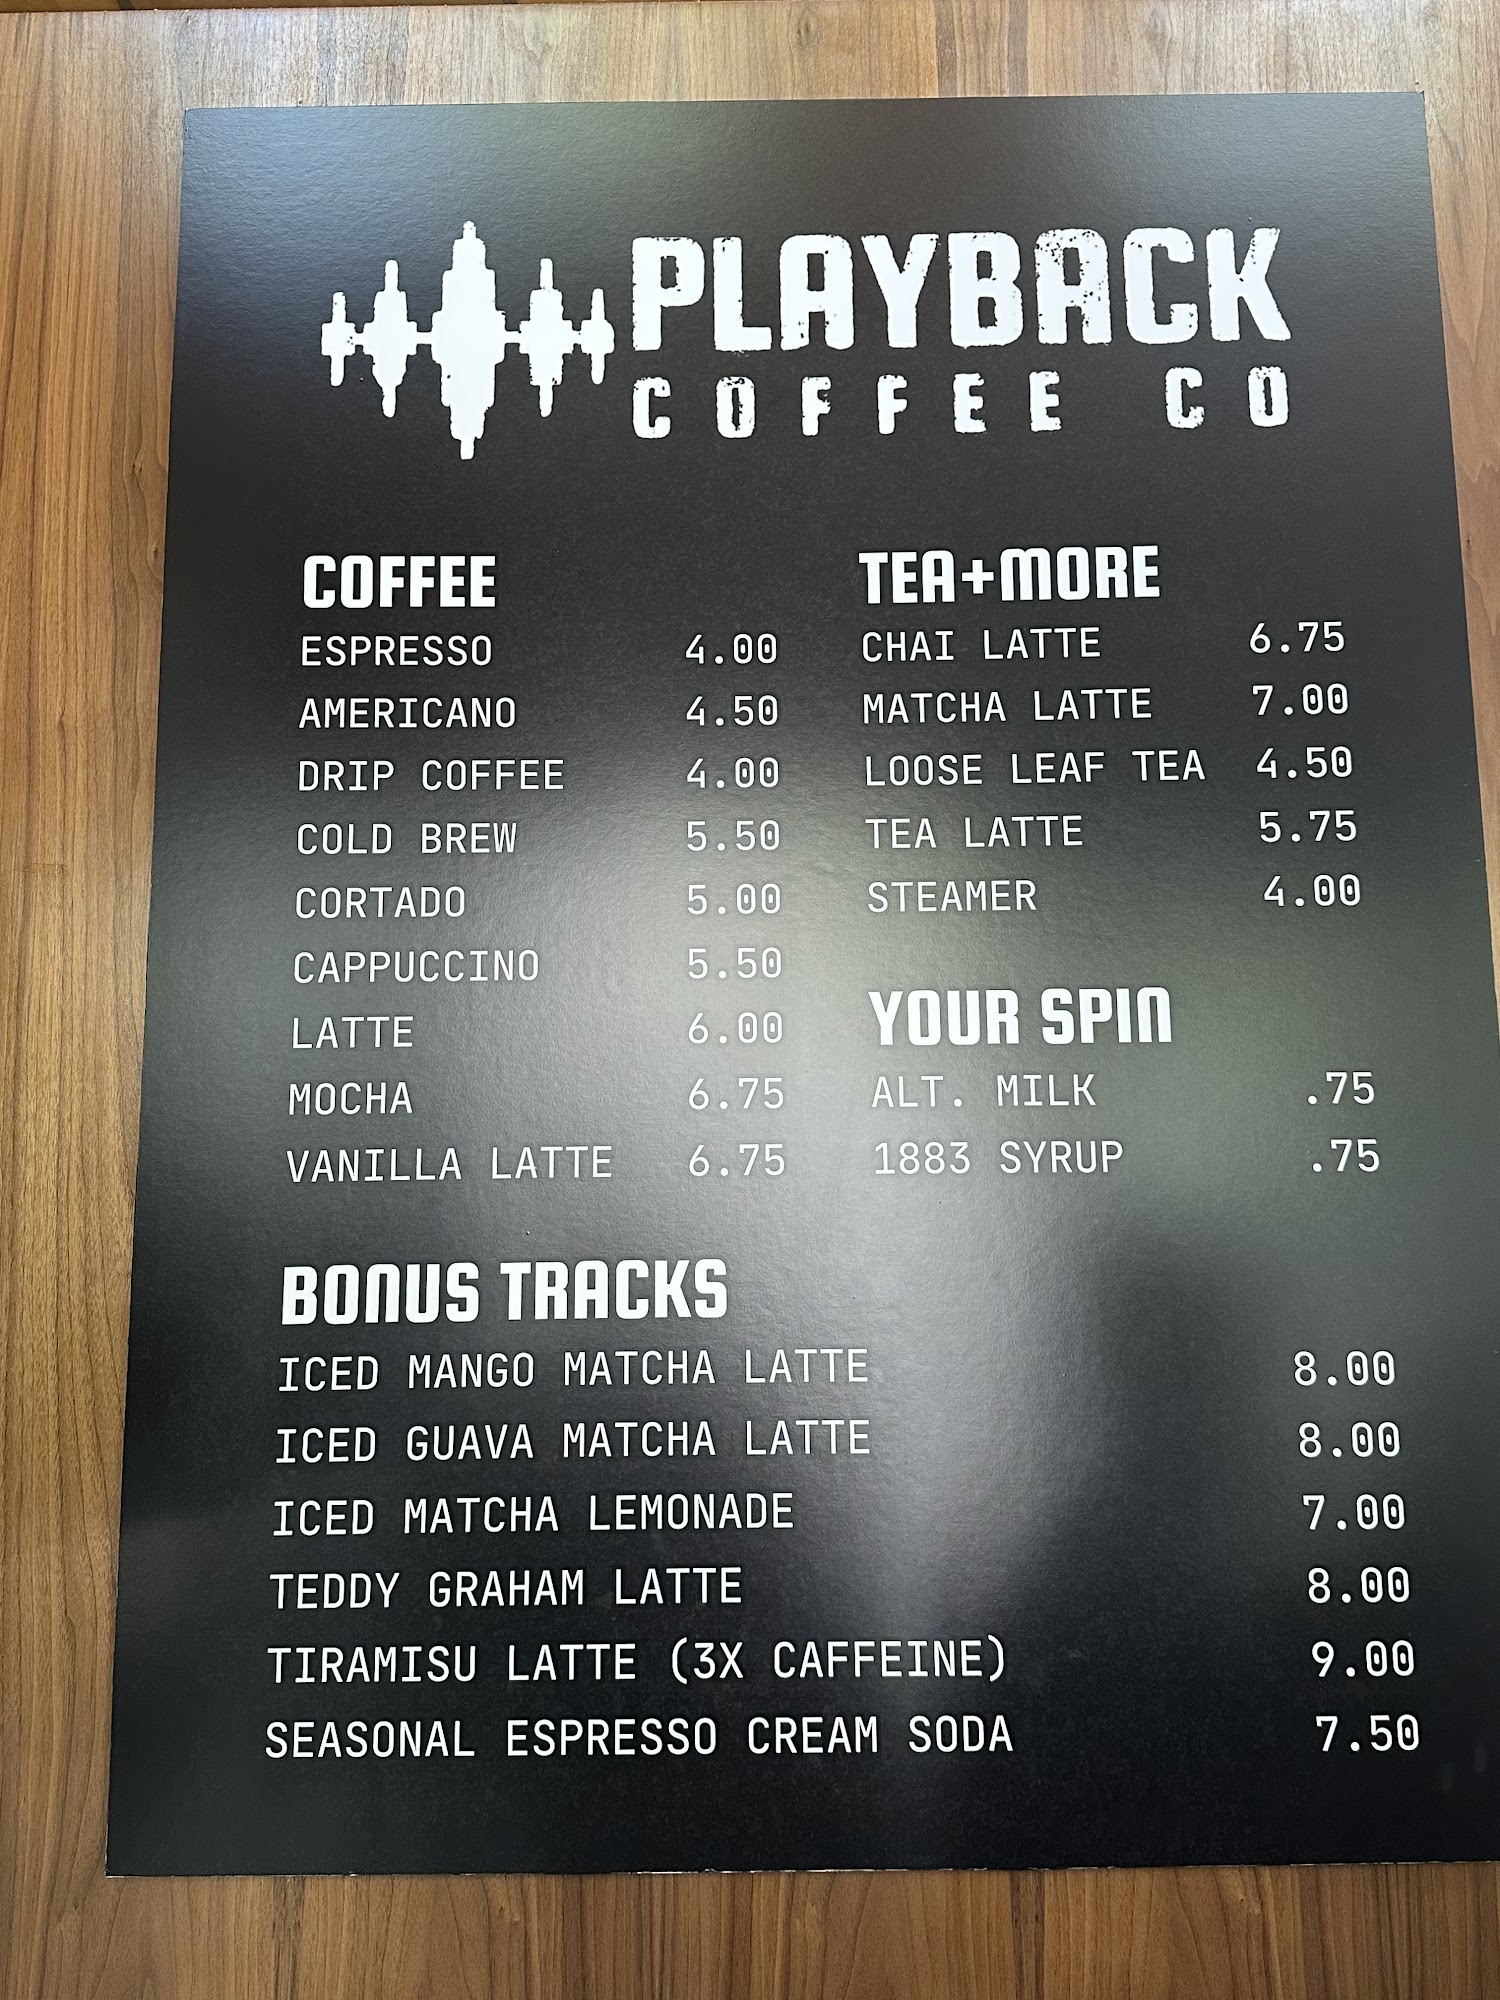 PLAYBACK
COFFEE CO
COFFEE
ESPRESSO 4.00
AMERICANO 4.50
DRIP COFFEE 4.00
COLD BREW 5.50
CORTADO 5.00
CAPPUCCINO 5.50
LATTE 6.00
MOCHA 6.75
VANILLA LATTE 6.75
TEA+MORE
CHAI LATTE 6.75
MATCHA LATTE 7.00
LOOSE LEAF TEA 4.50
TEA LATTE 5.75
STEAMER 4.00
YOUR SPIN
ALT. MILK .75
1883 SYRUP .75
BONUS TRACKS
ICED MANGO MATCHA LATTE 8.00
ICED GUAVA MATCHA LATTE 8.00
ICED MATCHA LEMONADE 7.00
TEDDY GRAHAM LATTE 8.00
TIRAMISU LATTE (3X CAFFEINE) 9.00
SEASONAL ESPRESSO CREAM SODA 7.50